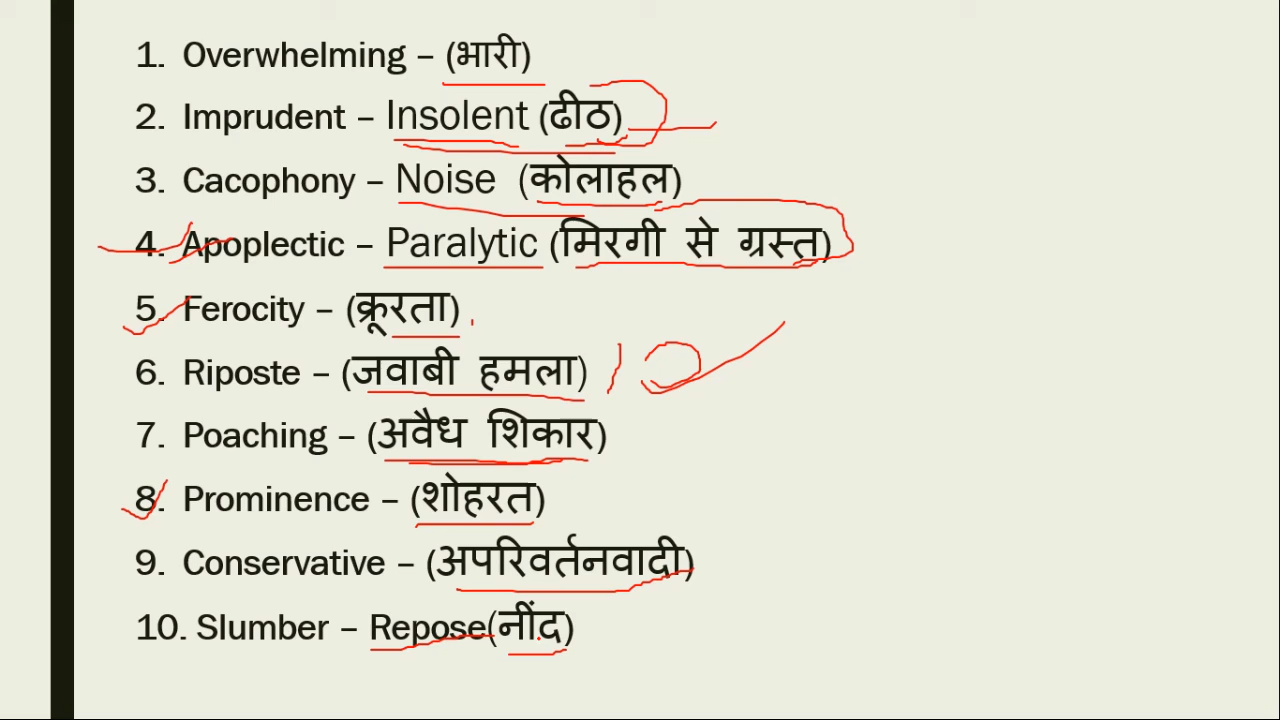 1. Overwhelming – (भारी)
2. Imprudent – Insolent (ढीठ)
3. Cacophony – Noise (कोलाहल)
4. Apoplectic – Paralytic (मिरगी से ग्रस्त)
5. Ferocity – (क्रूरता)
6. Riposte – (जवाबी हमला)
7. Poaching – (अवैध शिकार)
8. Prominence – (शोहरत)
9. Conservative – (अपरिवर्तनवादी)
10. Slumber – Repose(नींद)